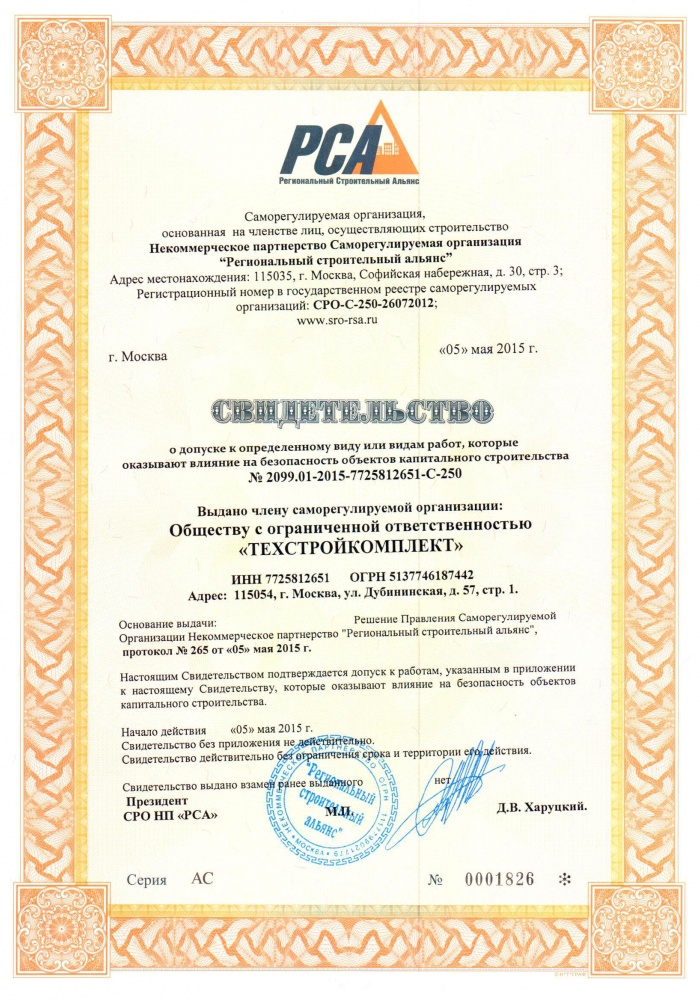 РСА
Региональный Строительный Альянс
Саморегулируемая организация,
основанная на членстве лиц, осуществляющих строительство
Некоммерческое партнерство Саморегулируемая организация
“Региональный строительный альянс”
Адрес местонахождения: 115035, г. Москва, Софийская набережная, д. 30, стр. 3;
Регистрационный номер в государственном реестре саморегулируемых
организаций: СРО-С-250-26072012;
www.sro-rsa.ru
г. Москва «05» мая 2015 г.
СВИДЕТЕЛЬСТВО
о допуске к определенному виду или видам работ, которые
оказывают влияние на безопасность объектов капитального строительства
№ 2099.01-2015-7725812651-С-250
Выдано члену саморегулируемой организации:
Обществу с ограниченной ответственностью
«ТЕХСТРОЙКОМПЛЕКТ»
ИНН 7725812651 ОГРН 5137746187442
Адрес: 115054, г. Москва, ул. Дубининская, д. 57, стр. 1.
Основание выдачи: Решение Правления Саморегулируемой
Организации Некоммерческое партнерство "Региональный строительный альянс",
протокол № 265 от «05» мая 2015 г.
Настоящим Свидетельством подтверждается допуск к работам, указанным в приложении
к настоящему Свидетельству, которые оказывают влияние на безопасность объектов
капитального строительства.
Начало действия «05» мая 2015 г.
Свидетельство без приложения не действительно.
Свидетельство действительно без ограничения срока и территории его действия.
Свидетельство выдано взамен ранее выданного нет
Президент
СРО НП «РСА» М.П. Д.В. Харуцкий.
"Региональный
строительный
альянс"
НЕКОММЕРЧЕСКОЕ ПАРТНЕРСТВО
ОГРН
МОСКВА
Серия АС № 0001826 ✻